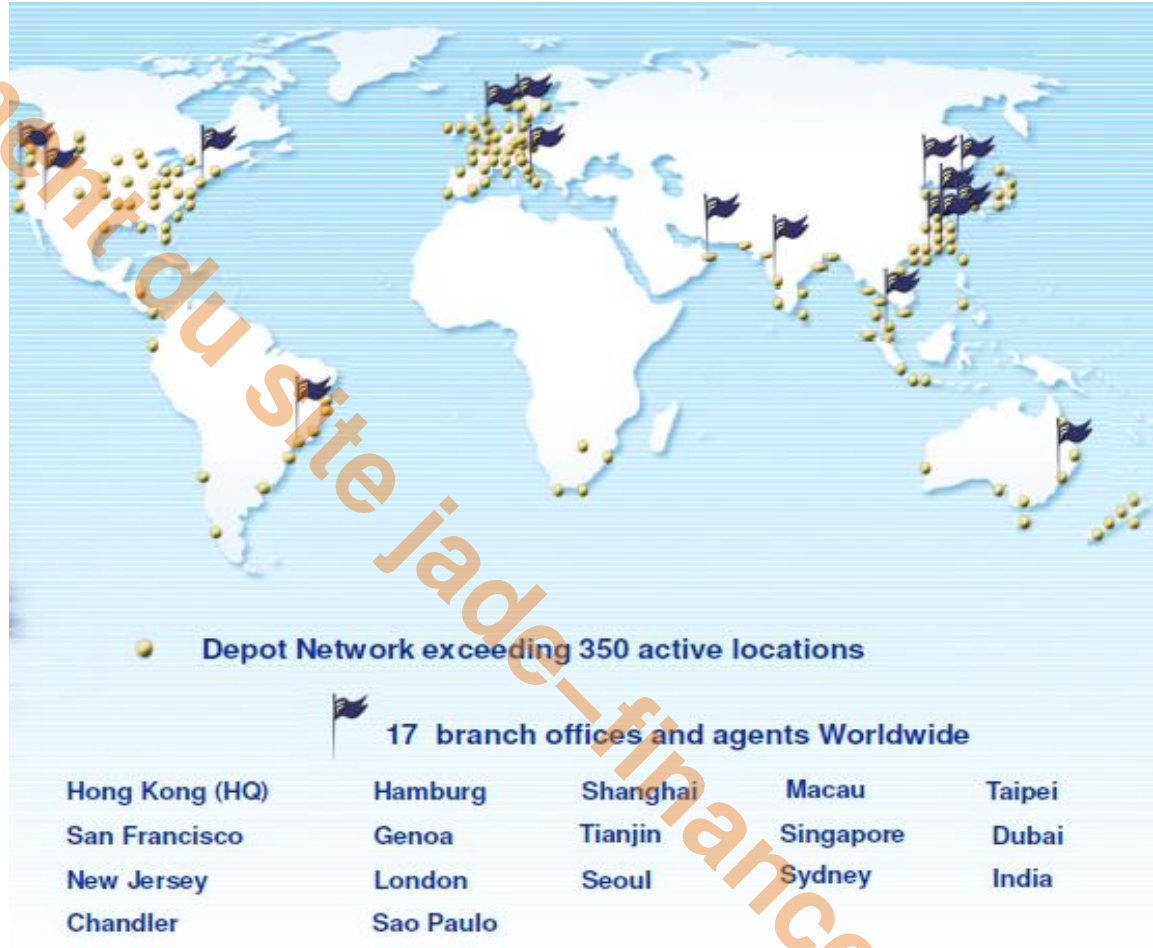 Depot Network exceeding 350 active locations
17 branch offices and agents Worldwide
Hong Kong (HQ) Hamburg Shanghai Macau Taipei
San Francisco Genoa Tianjin Singapore Dubai
New Jersey London Seoul Sydney India
Chandler Sao Paulo
ment du site jade-finance